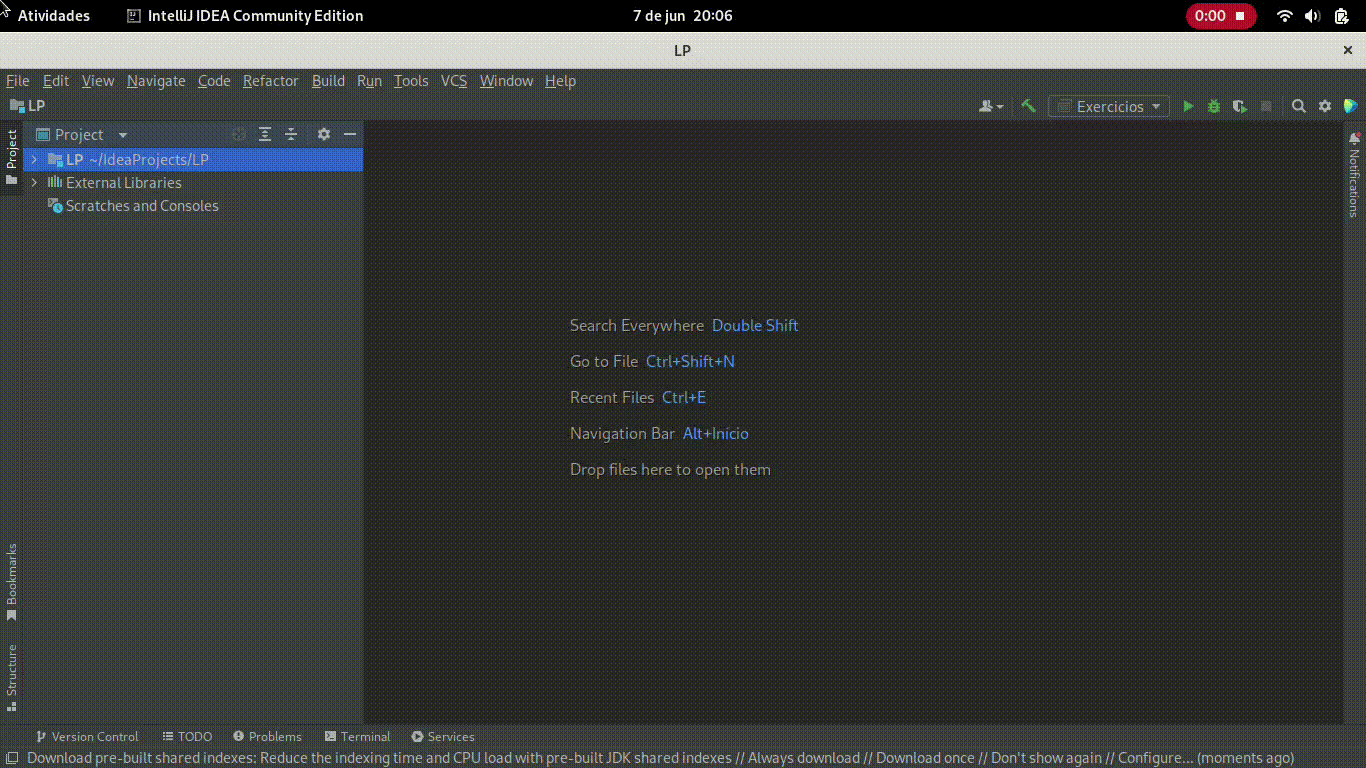 Atividades IntelliJ IDEA Community Edition 7 de jun 20:06 0:00
LP
File Edit View Navigate Code Refactor Build Run Tools VCS Window Help
LP Exercicios
Project Project
LP ~/IdeaProjects/LP
External Libraries
Scratches and Consoles
Notifications
Search Everywhere Double Shift
Go to File Ctrl+Shift+N
Recent Files Ctrl+E
Navigation Bar Alt+Início
Drop files here to open them
Bookmarks
Structure
Version Control TODO Problems Terminal Services
Download pre-built shared indexes: Reduce the indexing time and CPU load with pre-built JDK shared indexes // Always download // Download once // Don't show again // Configure... (moments ago)